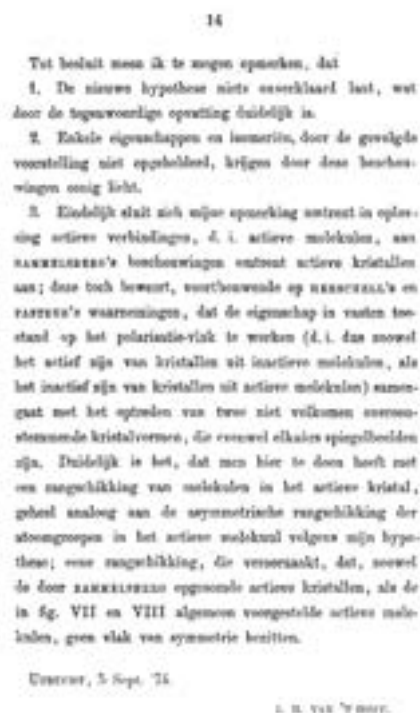 14
Tot besluit meen ik te mogen opmerken, dat
1. De nieuwe hypothese niets onverklaard laat, wat
door de tegenwoordige opvatting duidelijk is.
2. Enkele eigenschappen en isomeriën, door de gevolgde
voorstelling niet opgehelderd, krijgen door deze beschou-
wingen eenig licht.
3. Eindelijk sluit zich mijne opmerking omtrent in oplos-
sing actieve verbindingen, d. i. actieve molekulen, aan
RAMMELSBERG's beschouwingen omtrent actieve kristallen
aan; deze toch beweert, voortbouwende op HERSCHELL's en
PASTEUR's waarnemingen, dat de eigenschap in vasten toe-
stand op het polarisatie-vlak te werken (d. i. dus zoowel
het actief zijn van kristallen uit inactieve molekulen, als
het inactief zijn van kristallen uit actieve molekulen) samen-
gaat met het optreden van twee niet volkomen overeen-
stemmende kristalvormen, die evenwel elkaârs spiegelbeelden
zijn. Duidelijk is het, dat men hier te doen heeft met
een rangschikking van molekulen in het actieve kristal,
geheel analoog aan de asymmetrische rangschikking der
atoomgroepen in het actieve molekuul volgens mijn hypo-
these; eene rangschikking, die veroorzaakt, dat, zoowel
de door RAMMELSBERG opgesomde actieve kristallen, als de
in fig. VII en VIII algemeen voorgestelde actieve mole-
kulen, geen vlak van symmetrie bezitten.
UTRECHT, 5 Sept. '74.
J. H. VAN 'T HOFF.